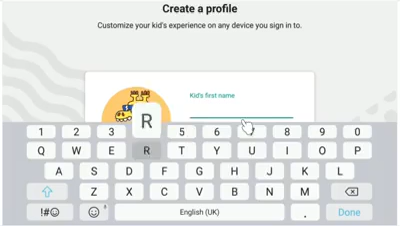 Create a profile
Customize your kid's experience on any device you sign in to.
Kid's first name
R
1 2 3 5 6 7 8 9 0
Q W E R T Y U I O P
A S D F G H J K L
Z X C V B N M
!#☺ English (UK) . Done